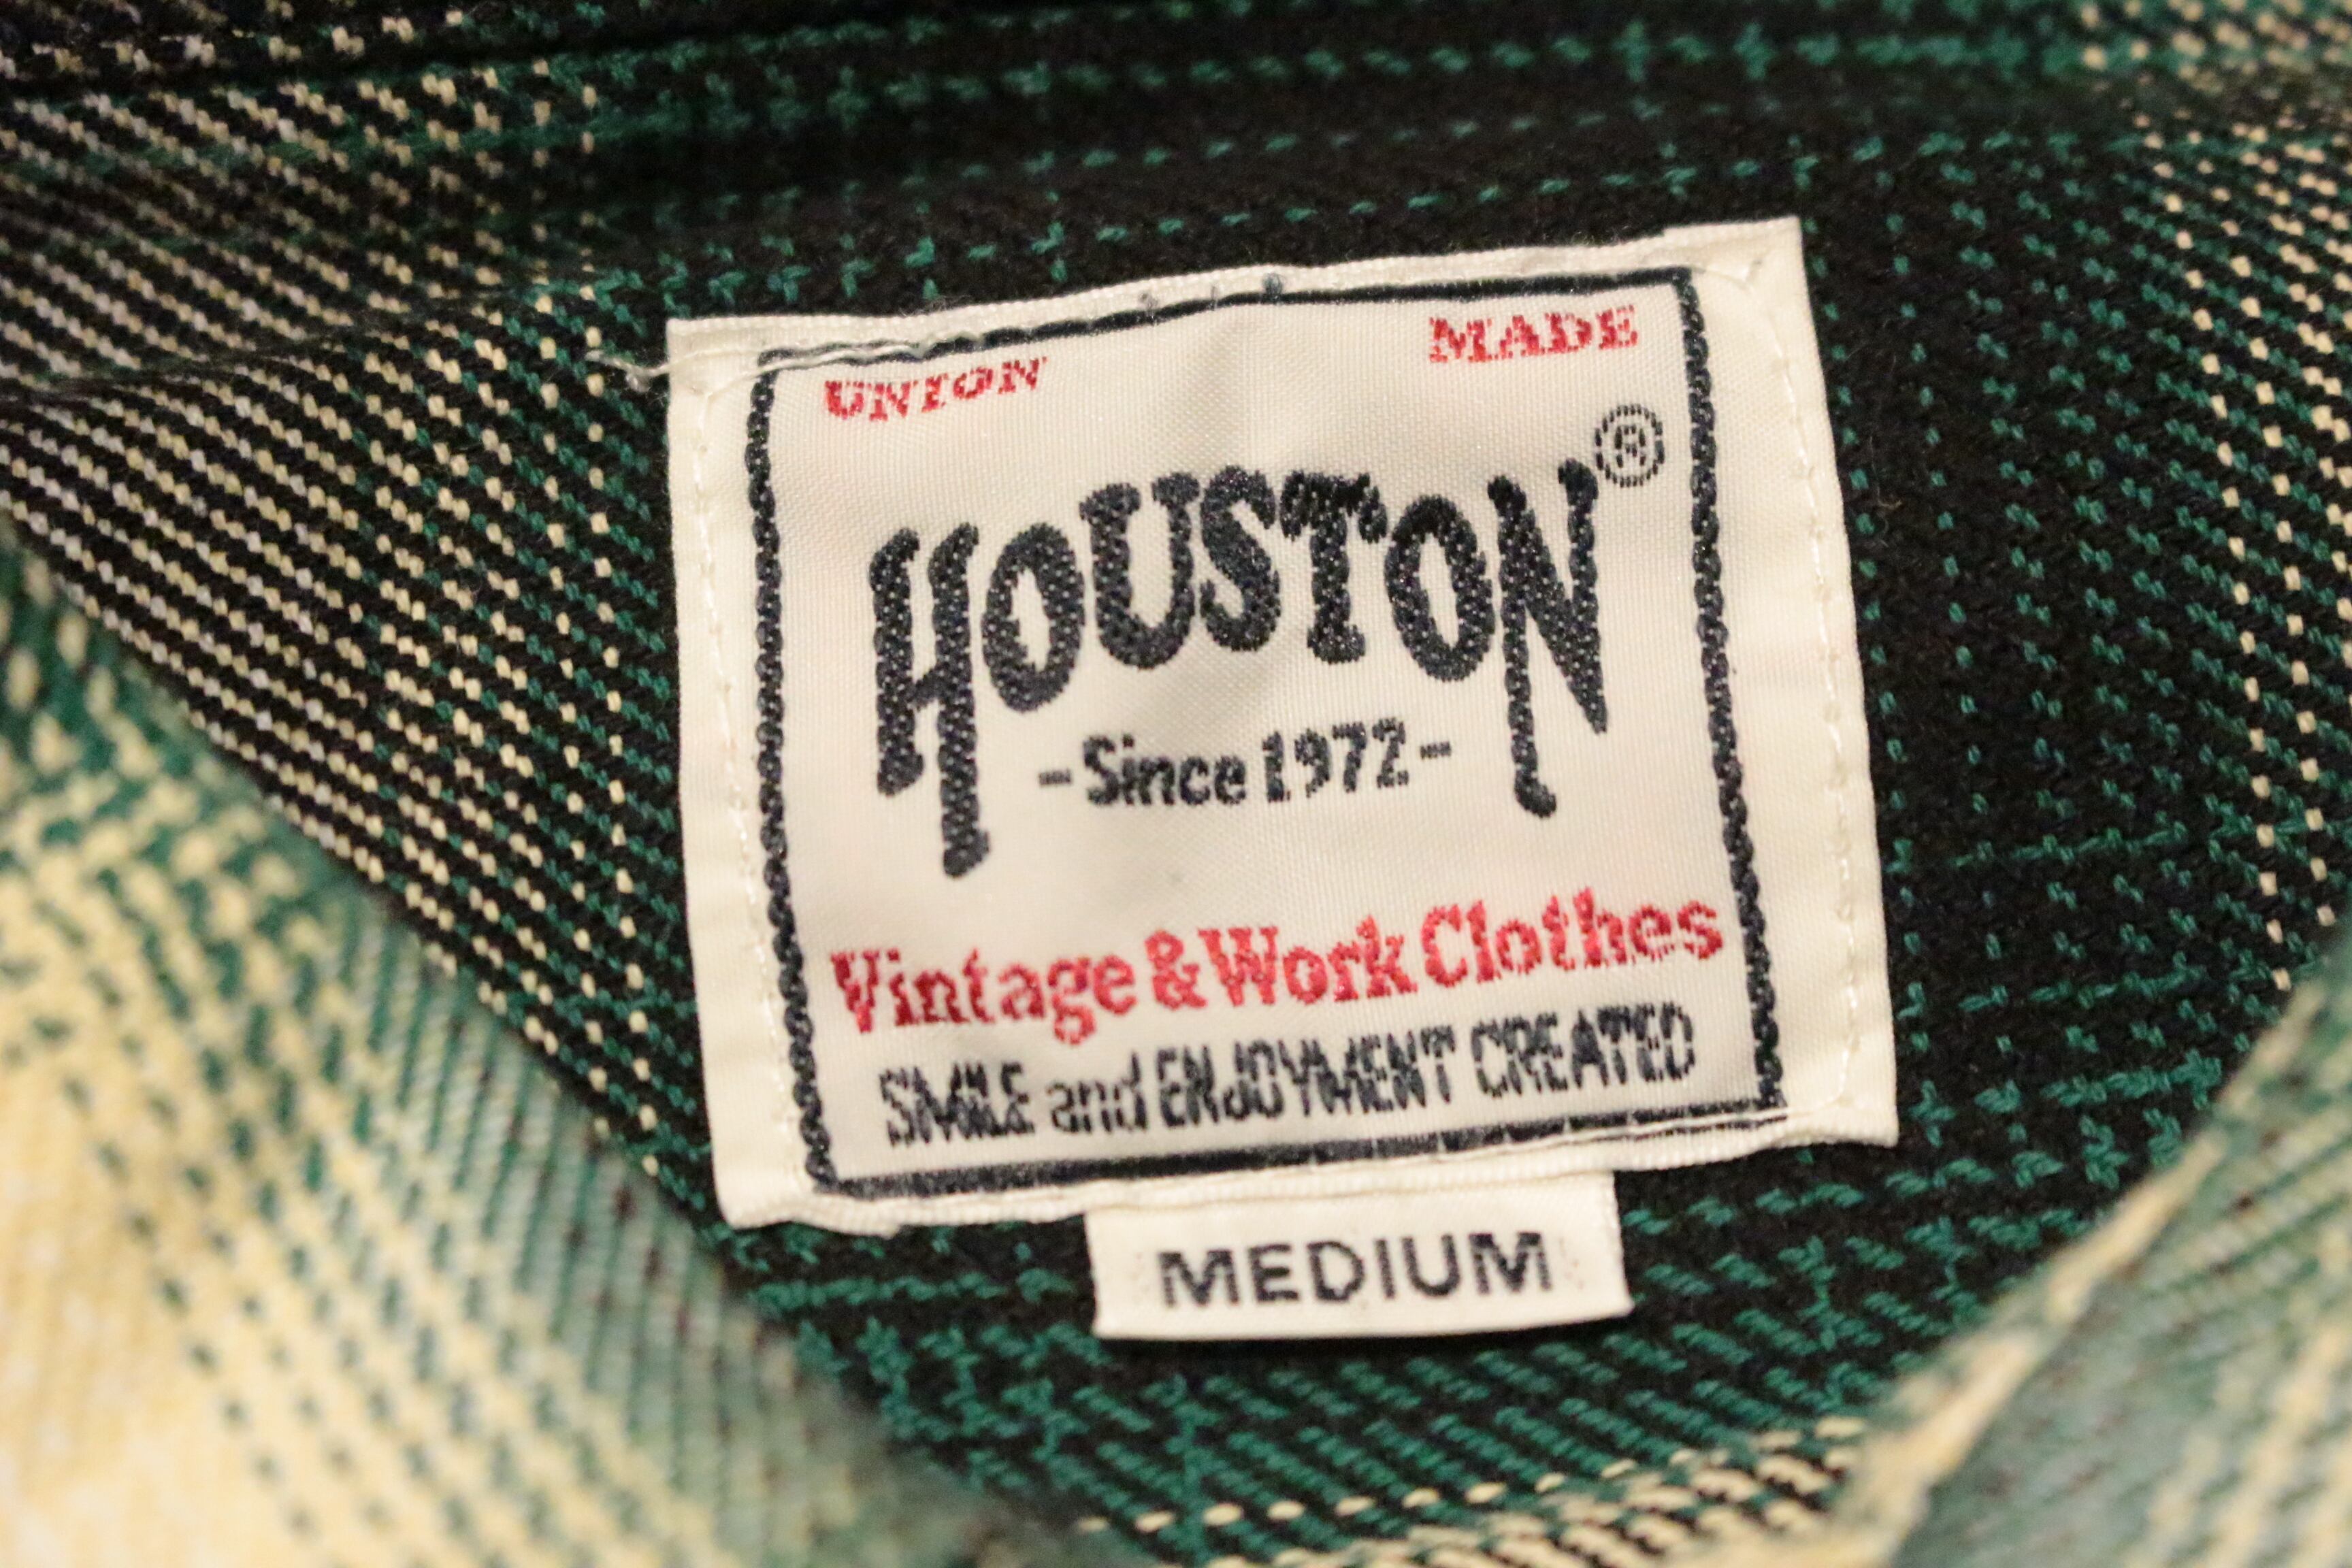 UNION MADE
HOUSTON®
-Since 1972-
Vintage & Work Clothes
SMILE and ENJOYMENT CREATED
MEDIUM